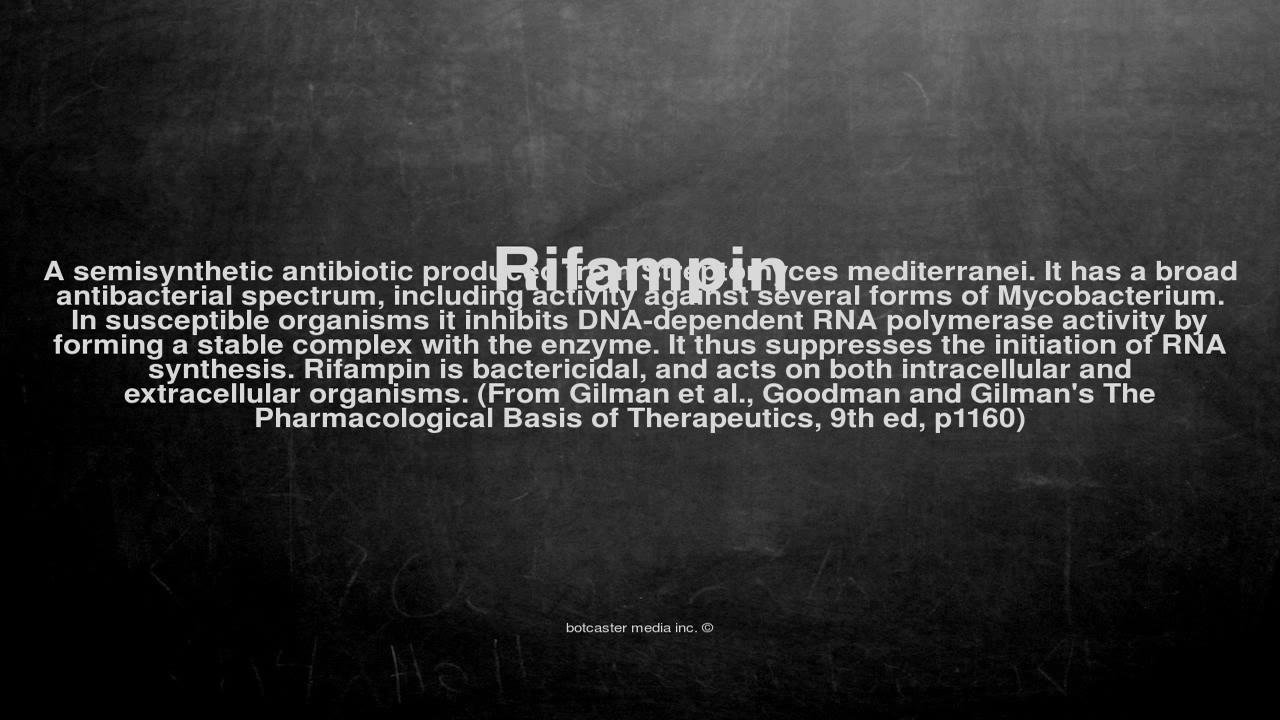 Rifampin
A semisynthetic antibiotic produced from Streptomyces mediterranei. It has a broad
antibacterial spectrum, including activity against several forms of Mycobacterium.
In susceptible organisms it inhibits DNA-dependent RNA polymerase activity by
forming a stable complex with the enzyme. It thus suppresses the initiation of RNA
synthesis. Rifampin is bactericidal, and acts on both intracellular and
extracellular organisms. (From Gilman et al., Goodman and Gilman's The
Pharmacological Basis of Therapeutics, 9th ed, p1160)
botcaster media inc. ©